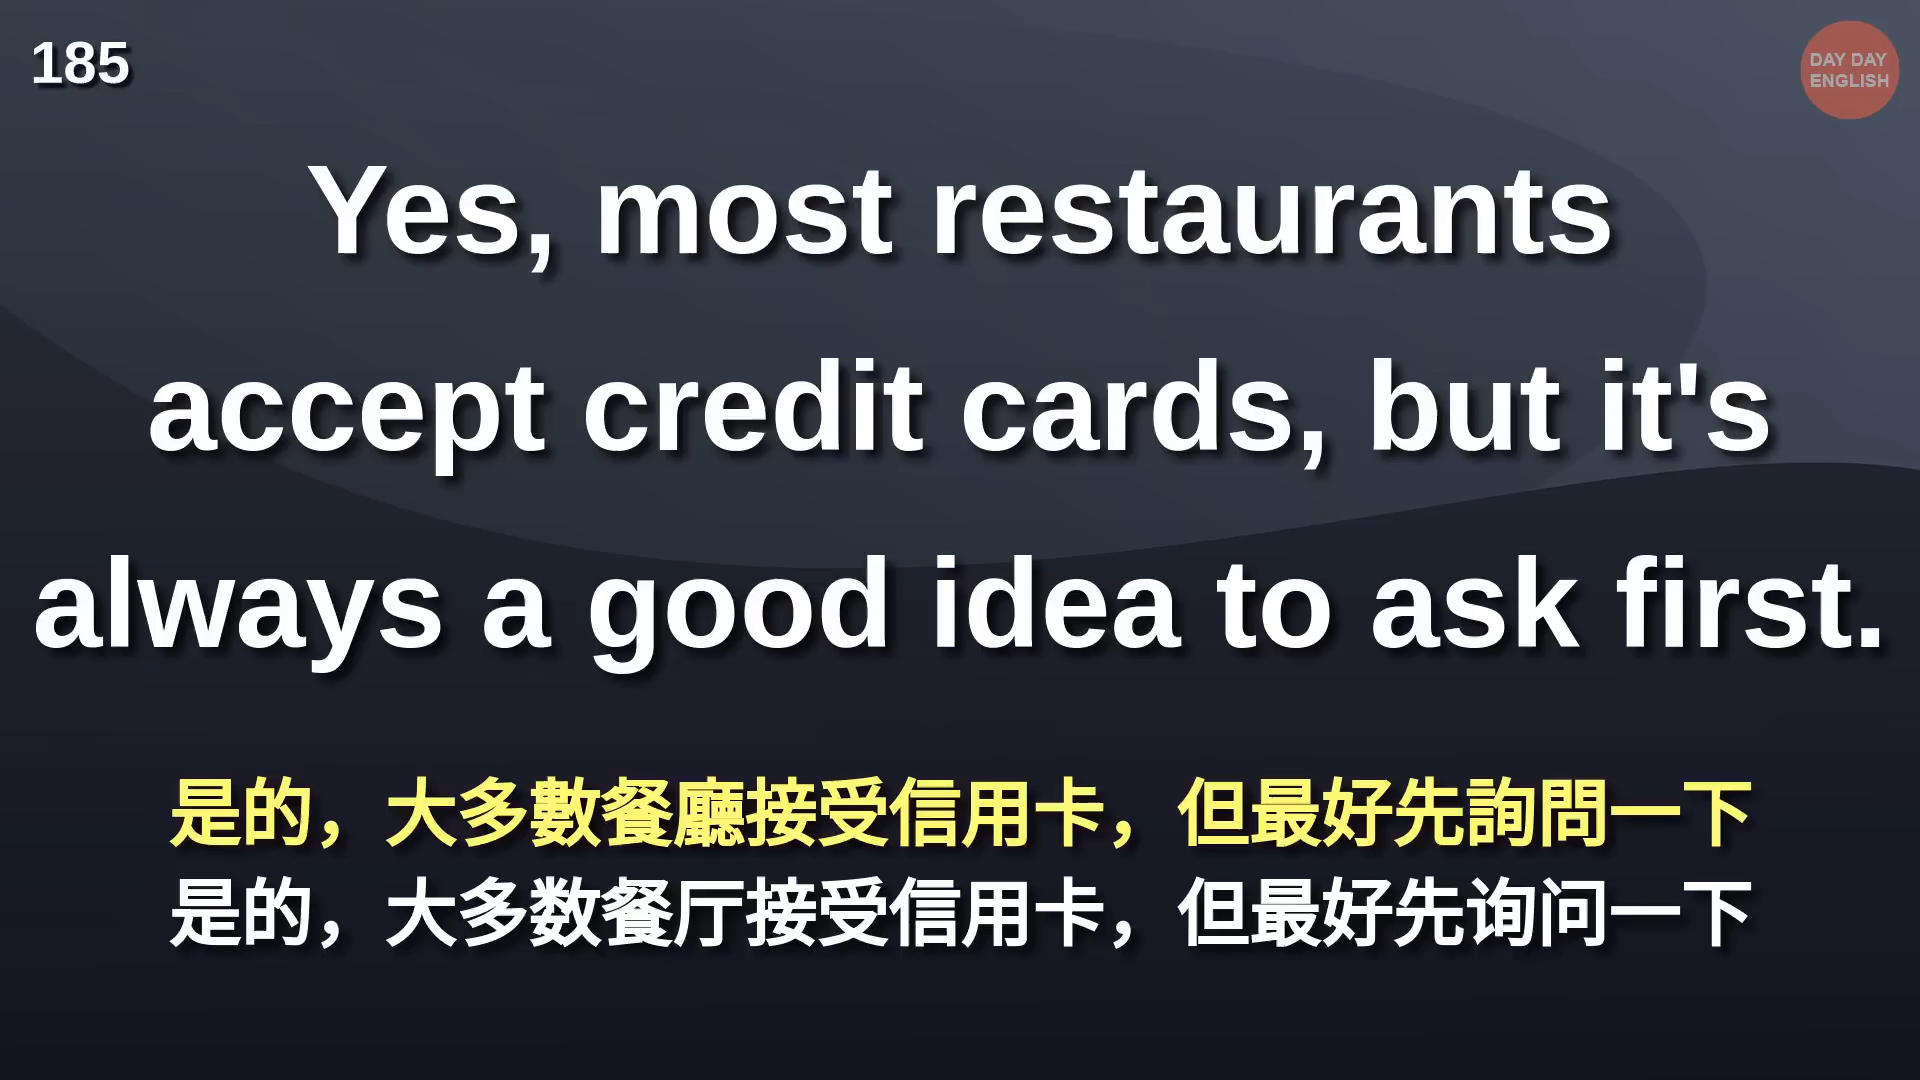 185
DAY DAY
ENGLISH
Yes, most restaurants
accept credit cards, but it's
always a good idea to ask first.
是的，大多數餐廳接受信用卡，但最好先詢問一下
是的，大多数餐厅接受信用卡，但最好先询问一下